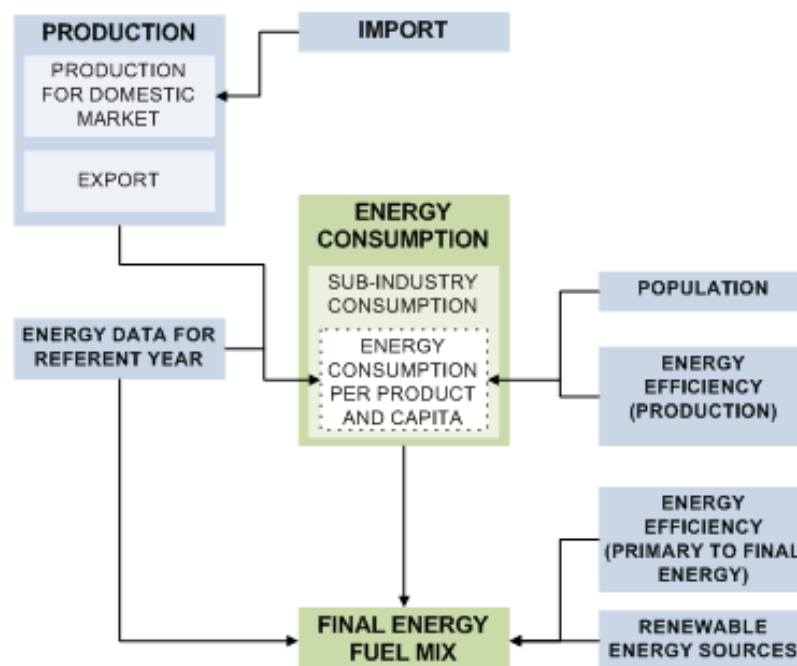 PRODUCTION
PRODUCTION
FOR DOMESTIC
MARKET
EXPORT
IMPORT
ENERGY
CONSUMPTION
SUB-INDUSTRY
CONSUMPTION
ENERGY
CONSUMPTION
PER PRODUCT
AND CAPITA
ENERGY DATA FOR
REFERENT YEAR
POPULATION
ENERGY
EFFICIENCY
(PRODUCTION)
ENERGY
EFFICIENCY
(PRIMARY TO FINAL
ENERGY)
FINAL ENERGY
FUEL MIX
RENEWABLE
ENERGY SOURCES